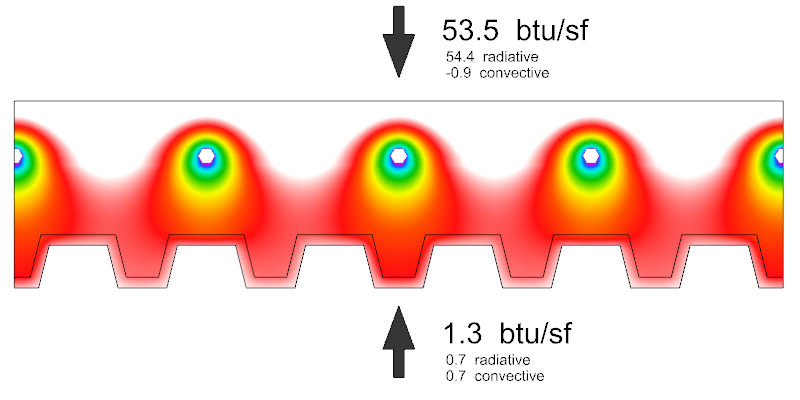 53.5 btu/sf
54.4 radiative
-0.9 convective
1.3 btu/sf
0.7 radiative
0.7 convective